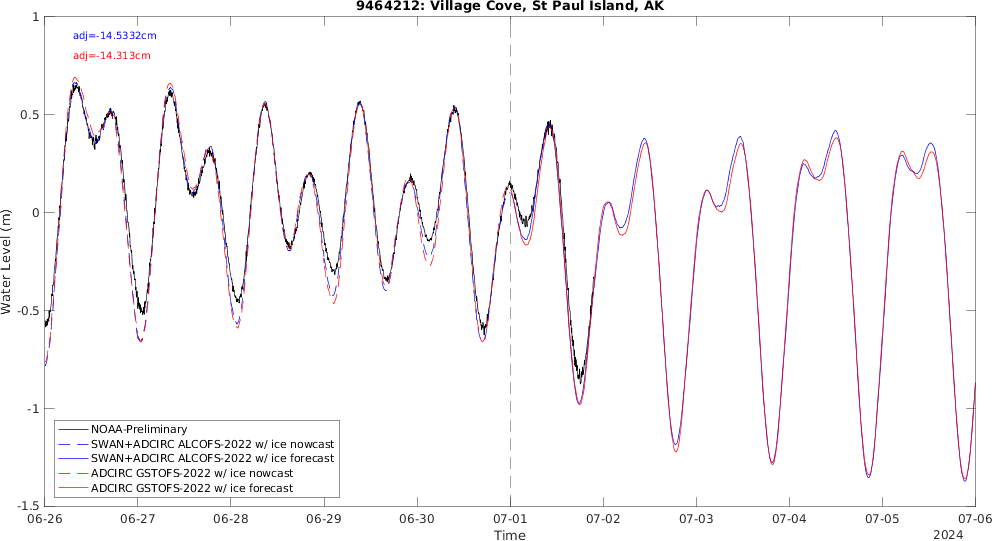 9464212: Village Cove, St Paul Island, AK
adj=-14.5332cm
adj=-14.313cm
Water Level (m)
1
0.5
0
-0.5
-1
-1.5
NOAA-Preliminary
SWAN+ADCIRC ALCOFS-2022 w/ ice nowcast
SWAN+ADCIRC ALCOFS-2022 w/ ice forecast
ADCIRC GSTOFS-2022 w/ ice nowcast
ADCIRC GSTOFS-2022 w/ ice forecast
06-26 06-27 06-28 06-29 06-30 07-01 07-02 07-03 07-04 07-05 07-06
Time
2024